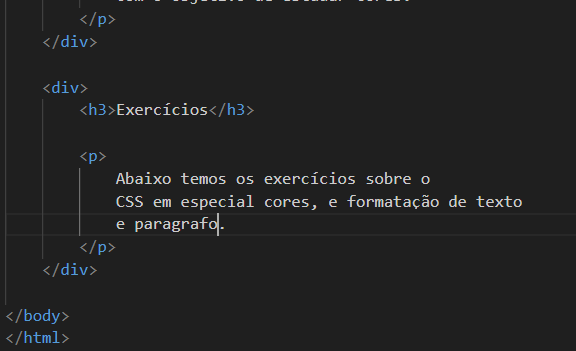 </p>
</div>
<div>
<h3>Exercícios</h3>
<p>
Abaixo temos os exercícios sobre o
CSS em especial cores, e formatação de texto
e paragrafo.
</p>
</div>
</body>
</html>